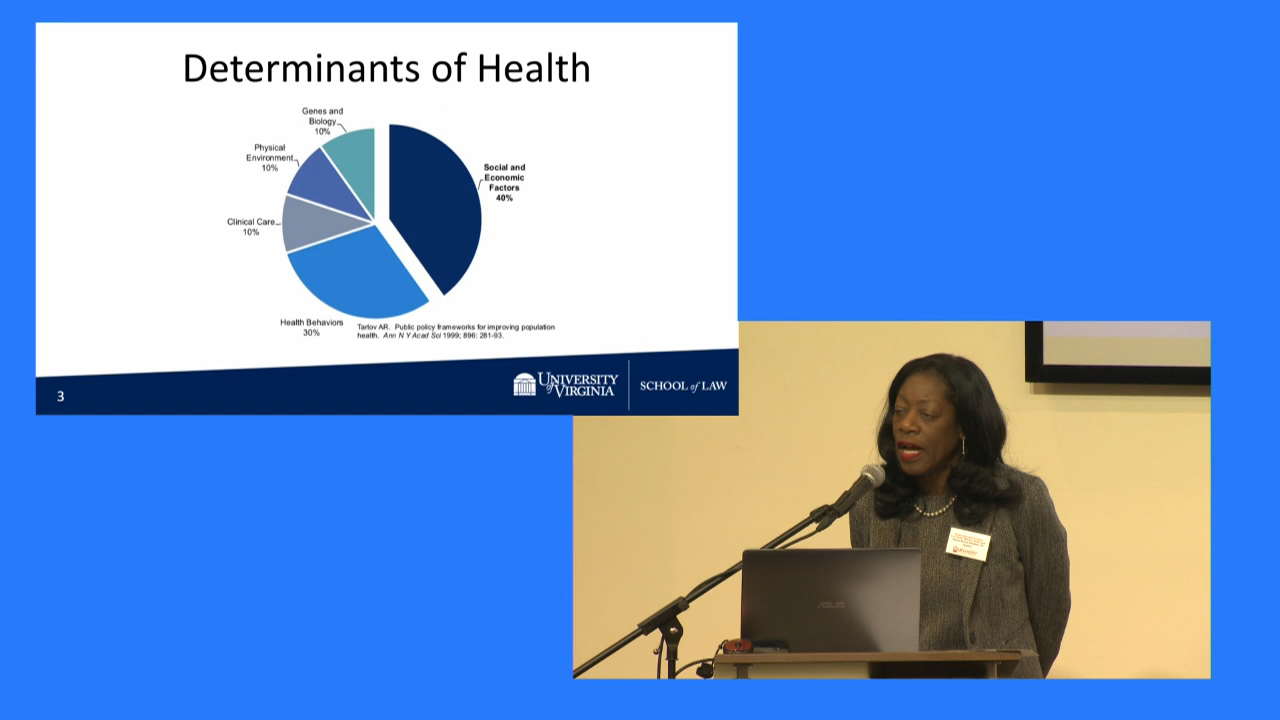 Determinants of Health
Genes and
Biology
10%
Physical
Environment
10%
Clinical Care
10%
Health Behaviors
30%
Social and
Economic
Factors
40%
Tarlov AR. Public policy frameworks for improving population
health. Ann N Y Acad Sci 1999; 896: 281-93.
3
UNIVERSITY
of VIRGINIA
SCHOOL of LAW
ASUS